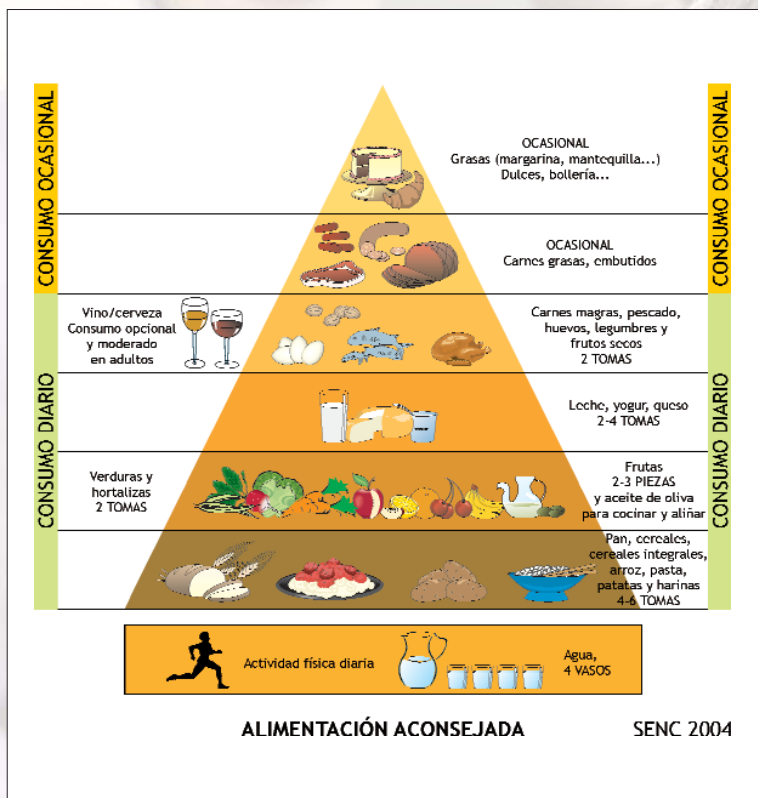 CONSUMO OCASIONAL
CONSUMO OCASIONAL
OCASIONAL
Grasas (margarina, mantequilla...)
Dulces, bollería...
OCASIONAL
Carnes grasas, embutidos
CONSUMO DIARIO
CONSUMO DIARIO
Vino/cerveza
Consumo opcional
y moderado
en adultos
Carnes magras, pescado,
huevos, legumbres y
frutos secos
2 TOMAS
Leche, yogur, queso
2-4 TOMAS
Verduras y
hortalizas
2 TOMAS
Frutas
2-3 PIEZAS
y aceite de oliva
para cocinar y aliñar
Pan, cereales,
cereales integrales,
arroz, pasta,
patatas y harinas
4-6 TOMAS
Actividad física diaria
Agua,
4 VASOS
ALIMENTACIÓN ACONSEJADA
SENC 2004